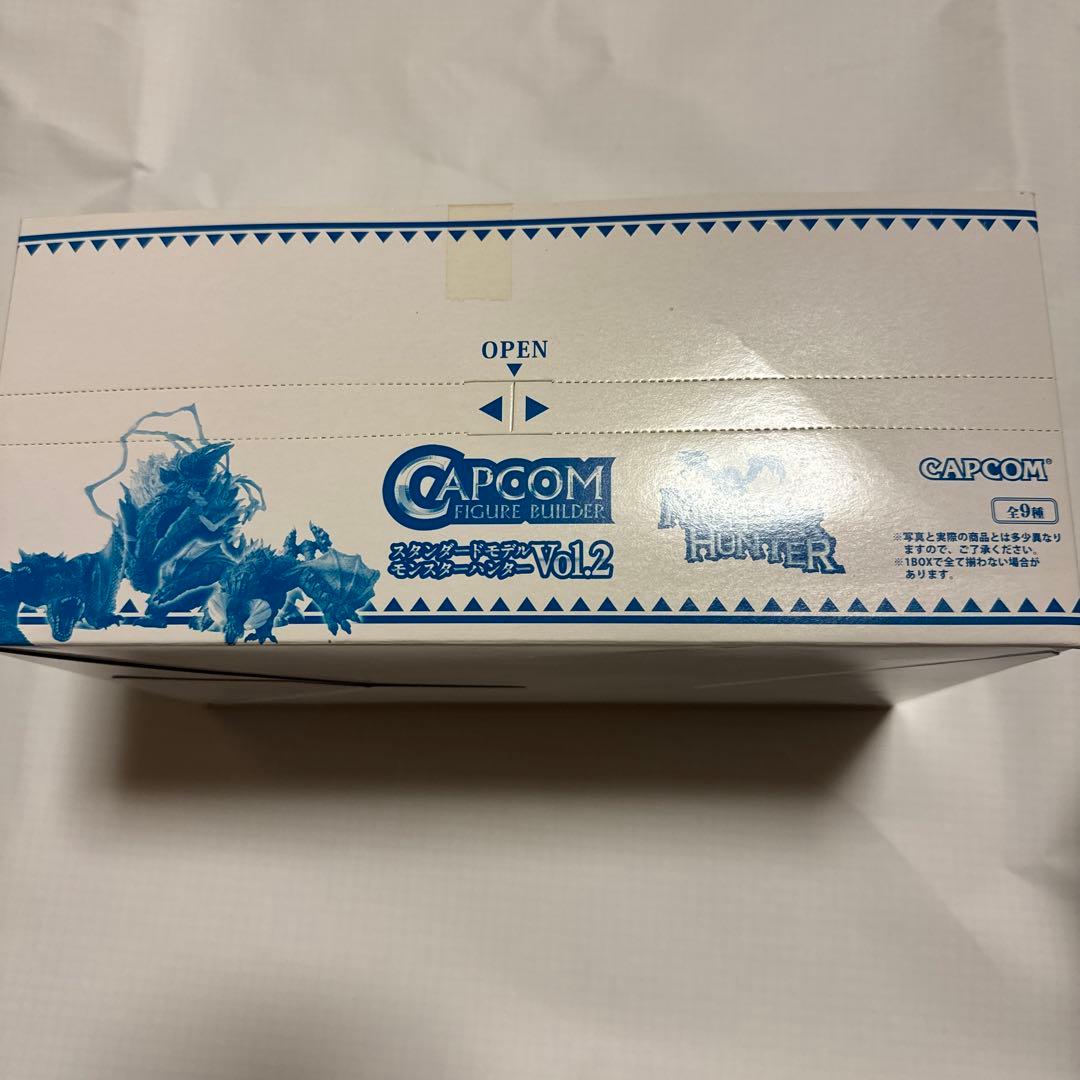 OPEN
CAPCOM
FIGURE BUILDER
スタンダードモデル
モンスターハンター Vol.2
HUNTER
CAPCOM
全9種
※写真と実際の商品とは多少異なり
ますので、ご了承ください。
※1BOXで全て揃わない場合が
あります。